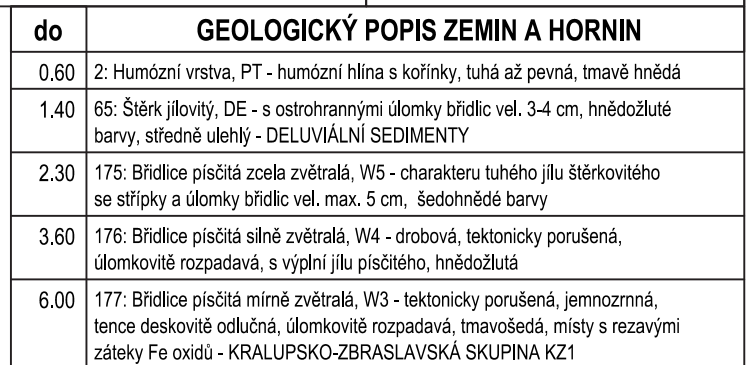 do GEOLOGICKÝ POPIS ZEMIN A HORNIN
0.60 2: Humózní vrstva, PT - humózní hlína s kořínky, tuhá až pevná, tmavě hnědá
1.40 65: Štěrk jílovitý, DE - s ostrohrannými úlomky břidlic vel. 3-4 cm, hnědožluté
barvy, středně ulehlý - DELUVIÁLNÍ SEDIMENTY
2.30 175: Břidlice písčitá zcela zvětralá, W5 - charakteru tuhého jílu štěrkovitého
se střípky a úlomky břidlic vel. max. 5 cm, šedohnědé barvy
3.60 176: Břidlice písčitá silně zvětralá, W4 - drobová, tektonicky porušená,
úlomkovitě rozpadavá, s výplní jílu písčitého, hnědožlutá
6.00 177: Břidlice písčitá mírně zvětralá, W3 - tektonicky porušená, jemnozrnná,
tence deskovitě odlučná, úlomkovitě rozpadavá, tmavošedá, místy s rezavými
záteky Fe oxidů - KRALUPSKO-ZBRASLAVSKÁ SKUPINA KZ1